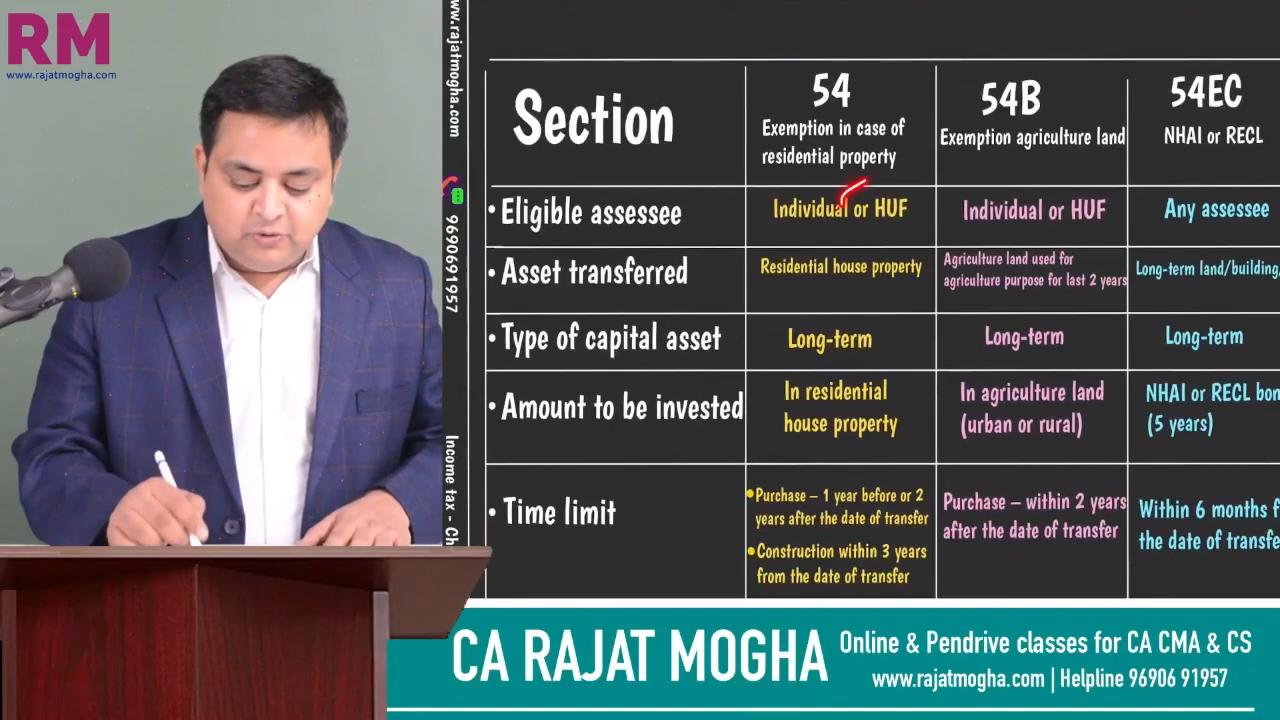 RM
www.rajatmogha.com
www.rajatmogha.com
9690691957
Income tax - Ch
Section
54
Exemption in case of
residential property
54B
Exemption agriculture land
54EC
NHAI or RECL
• Eligible assessee
Individual or HUF
Individual or HUF
Any assessee
• Asset transferred
Residential house property
Agriculture land used for
agriculture purpose for last 2 years
Long-term land/building/
• Type of capital asset
Long-term
Long-term
Long-term
• Amount to be invested
In residential
house property
In agriculture land
(urban or rural)
NHAI or RECL bon
(5 years)
• Time limit
• Purchase – 1 year before or 2
years after the date of transfer
• Construction within 3 years
from the date of transfer
Purchase – within 2 years
after the date of transfer
Within 6 months f
the date of transfe
CA RAJAT MOGHA
Online & Pendrive classes for CA CMA & CS
www.rajatmogha.com | Helpline 96906 91957